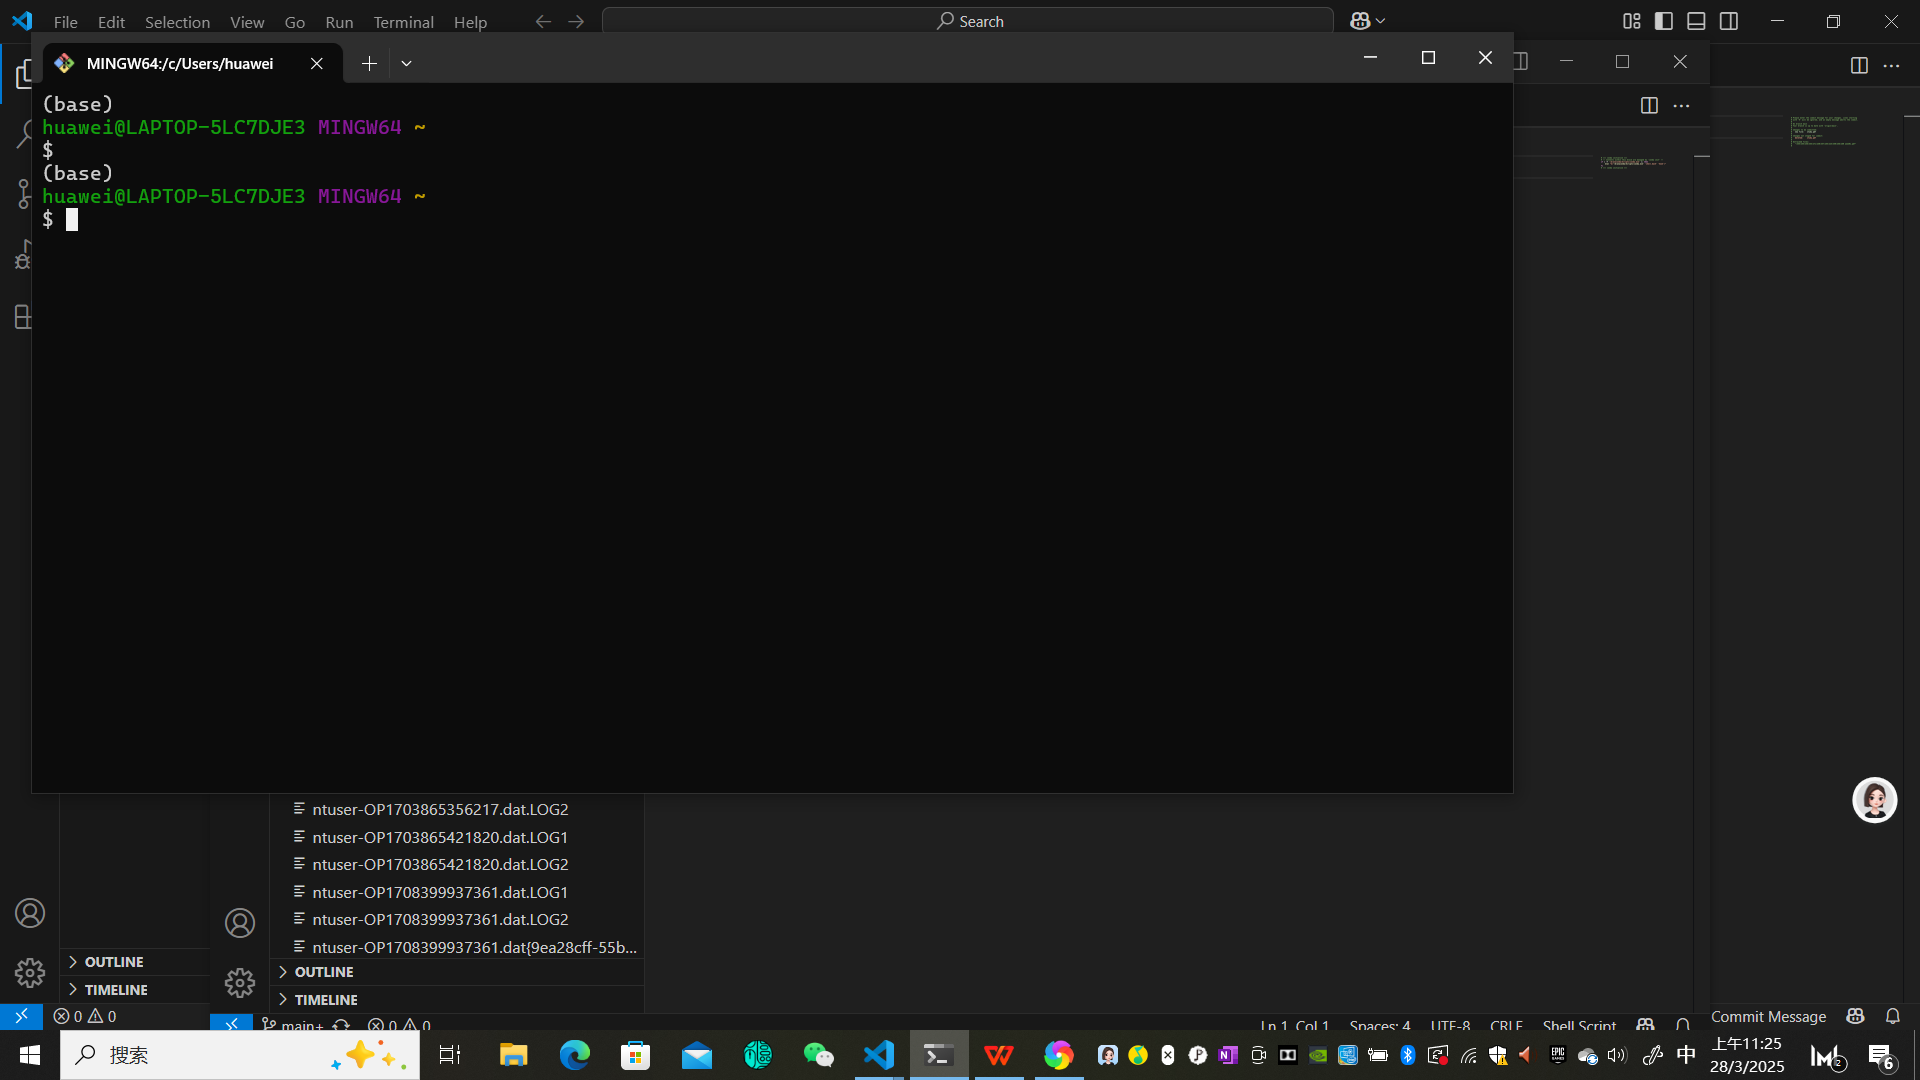 File Edit Selection View Go Run Terminal Help
Search
MINGW64:/c/Users/huawei
(base)
huawei@LAPTOP-5LC7DJE3 MINGW64 ~
$
(base)
huawei@LAPTOP-5LC7DJE3 MINGW64 ~
$
ntuser-OP1703865356217.dat.LOG2
ntuser-OP1703865421820.dat.LOG1
ntuser-OP1703865421820.dat.LOG2
ntuser-OP1708399937361.dat.LOG1
ntuser-OP1708399937361.dat.LOG2
ntuser-OP1708399937361.dat{9ea28cff-55b...
OUTLINE
TIMELINE
OUTLINE
TIMELINE
0 0
main+ 0 0
Ln 1, Col 1 Spaces: 4 UTF-8 CRLF Shell Script
Commit Message
搜索
中
上午11:25
28/3/2025
2
6